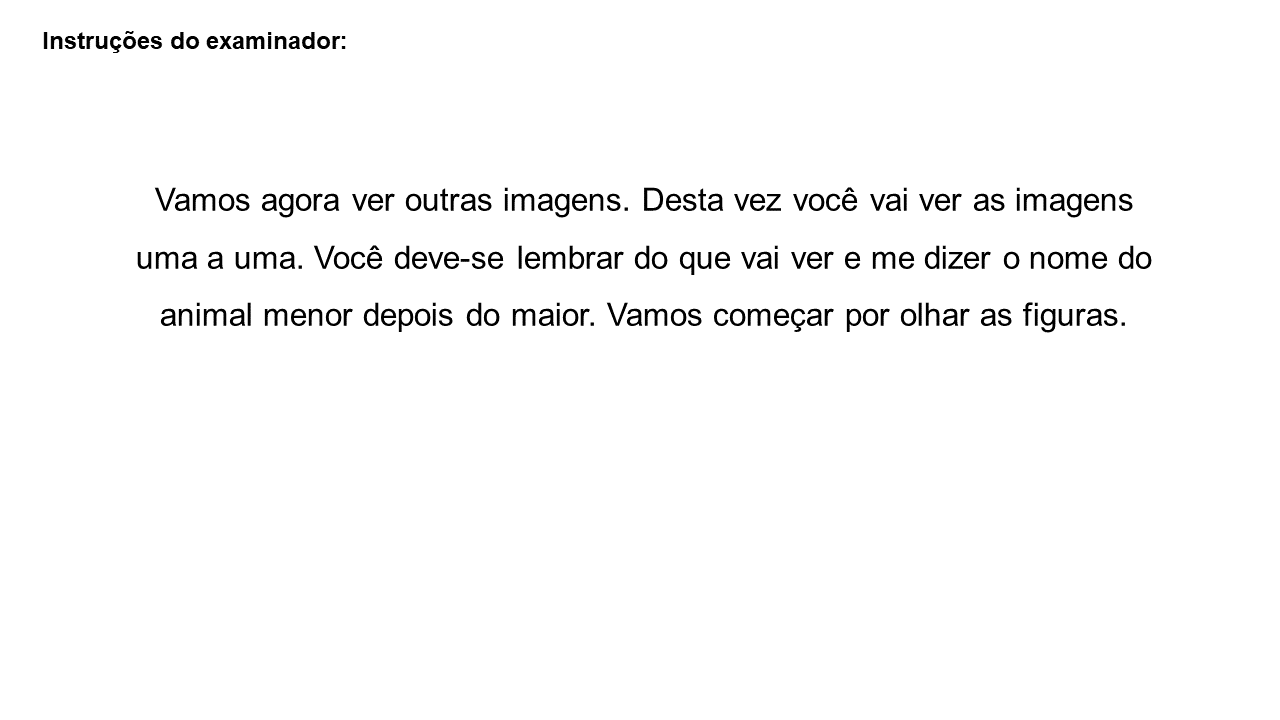 Instruções do examinador:
Vamos agora ver outras imagens. Desta vez você vai ver as imagens
uma a uma. Você deve-se lembrar do que vai ver e me dizer o nome do
animal menor depois do maior. Vamos começar por olhar as figuras.